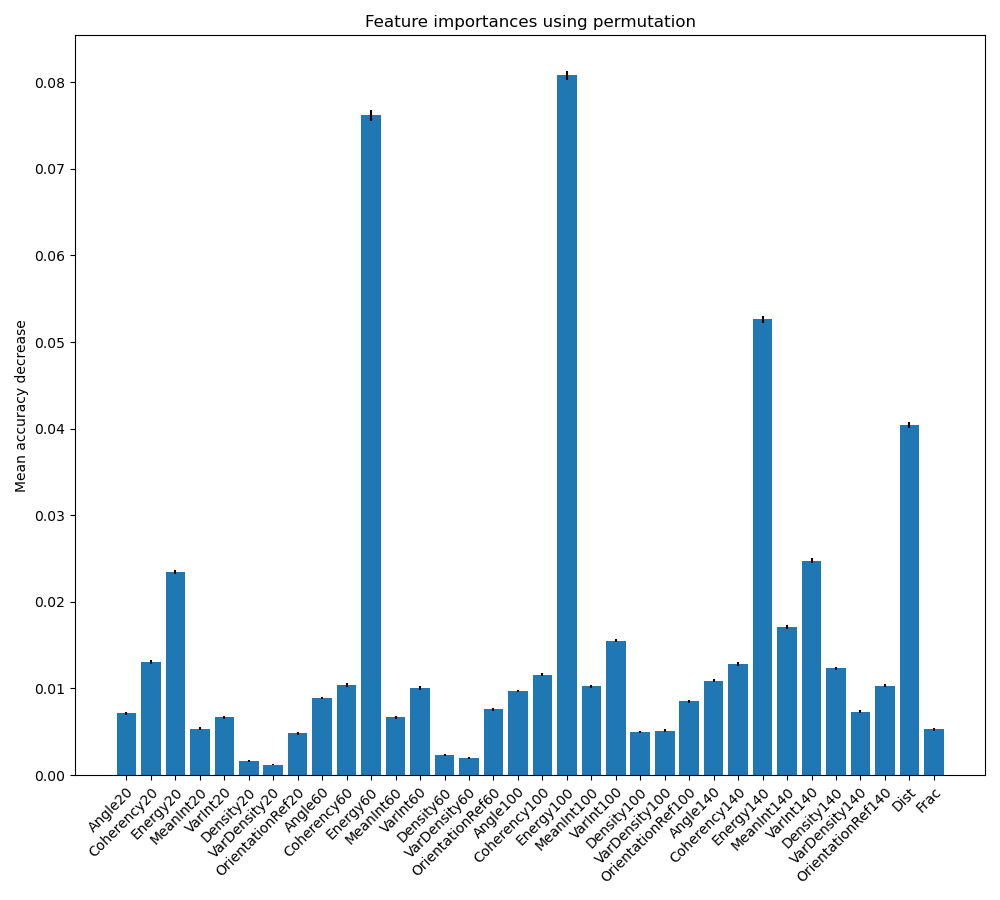 Feature importances using permutation
Mean accuracy decrease
0.08
0.07
0.06
0.05
0.04
0.03
0.02
0.01
0.00
Angle20
Coherency20
Energy20
MeanInt20
VarInt20
Density20
VarDensity20
OrientationRef20
Angle60
Coherency60
Energy60
MeanInt60
VarInt60
Density60
VarDensity60
OrientationRef60
Angle100
Coherency100
Energy100
MeanInt100
VarInt100
Density100
VarDensity100
OrientationRef100
Angle140
Coherency140
Energy140
MeanInt140
VarInt140
Density140
VarDensity140
OrientationRef140
Dist
Frac